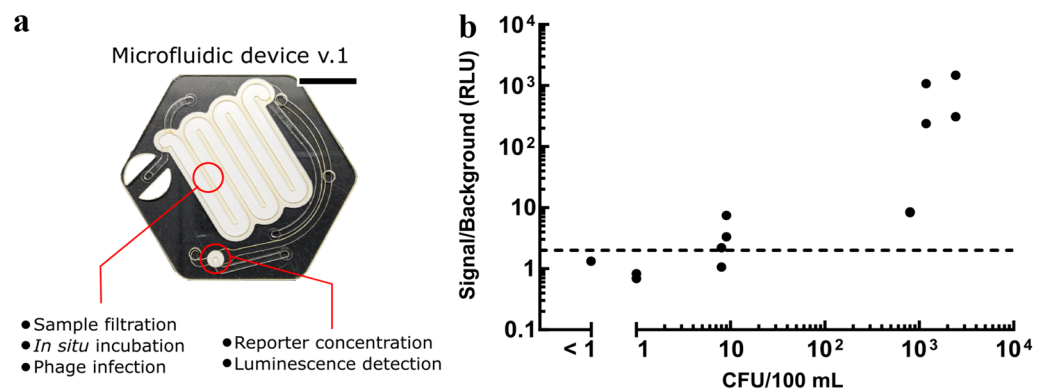 a
Microfluidic device v.1
● Sample filtration
● In situ incubation
● Phage infection
● Reporter concentration
● Luminescence detection
b
Signal/Background (RLU)
10⁴
10³
10²
10
1
0.1
< 1
1
10
10²
10³
10⁴
CFU/100 mL